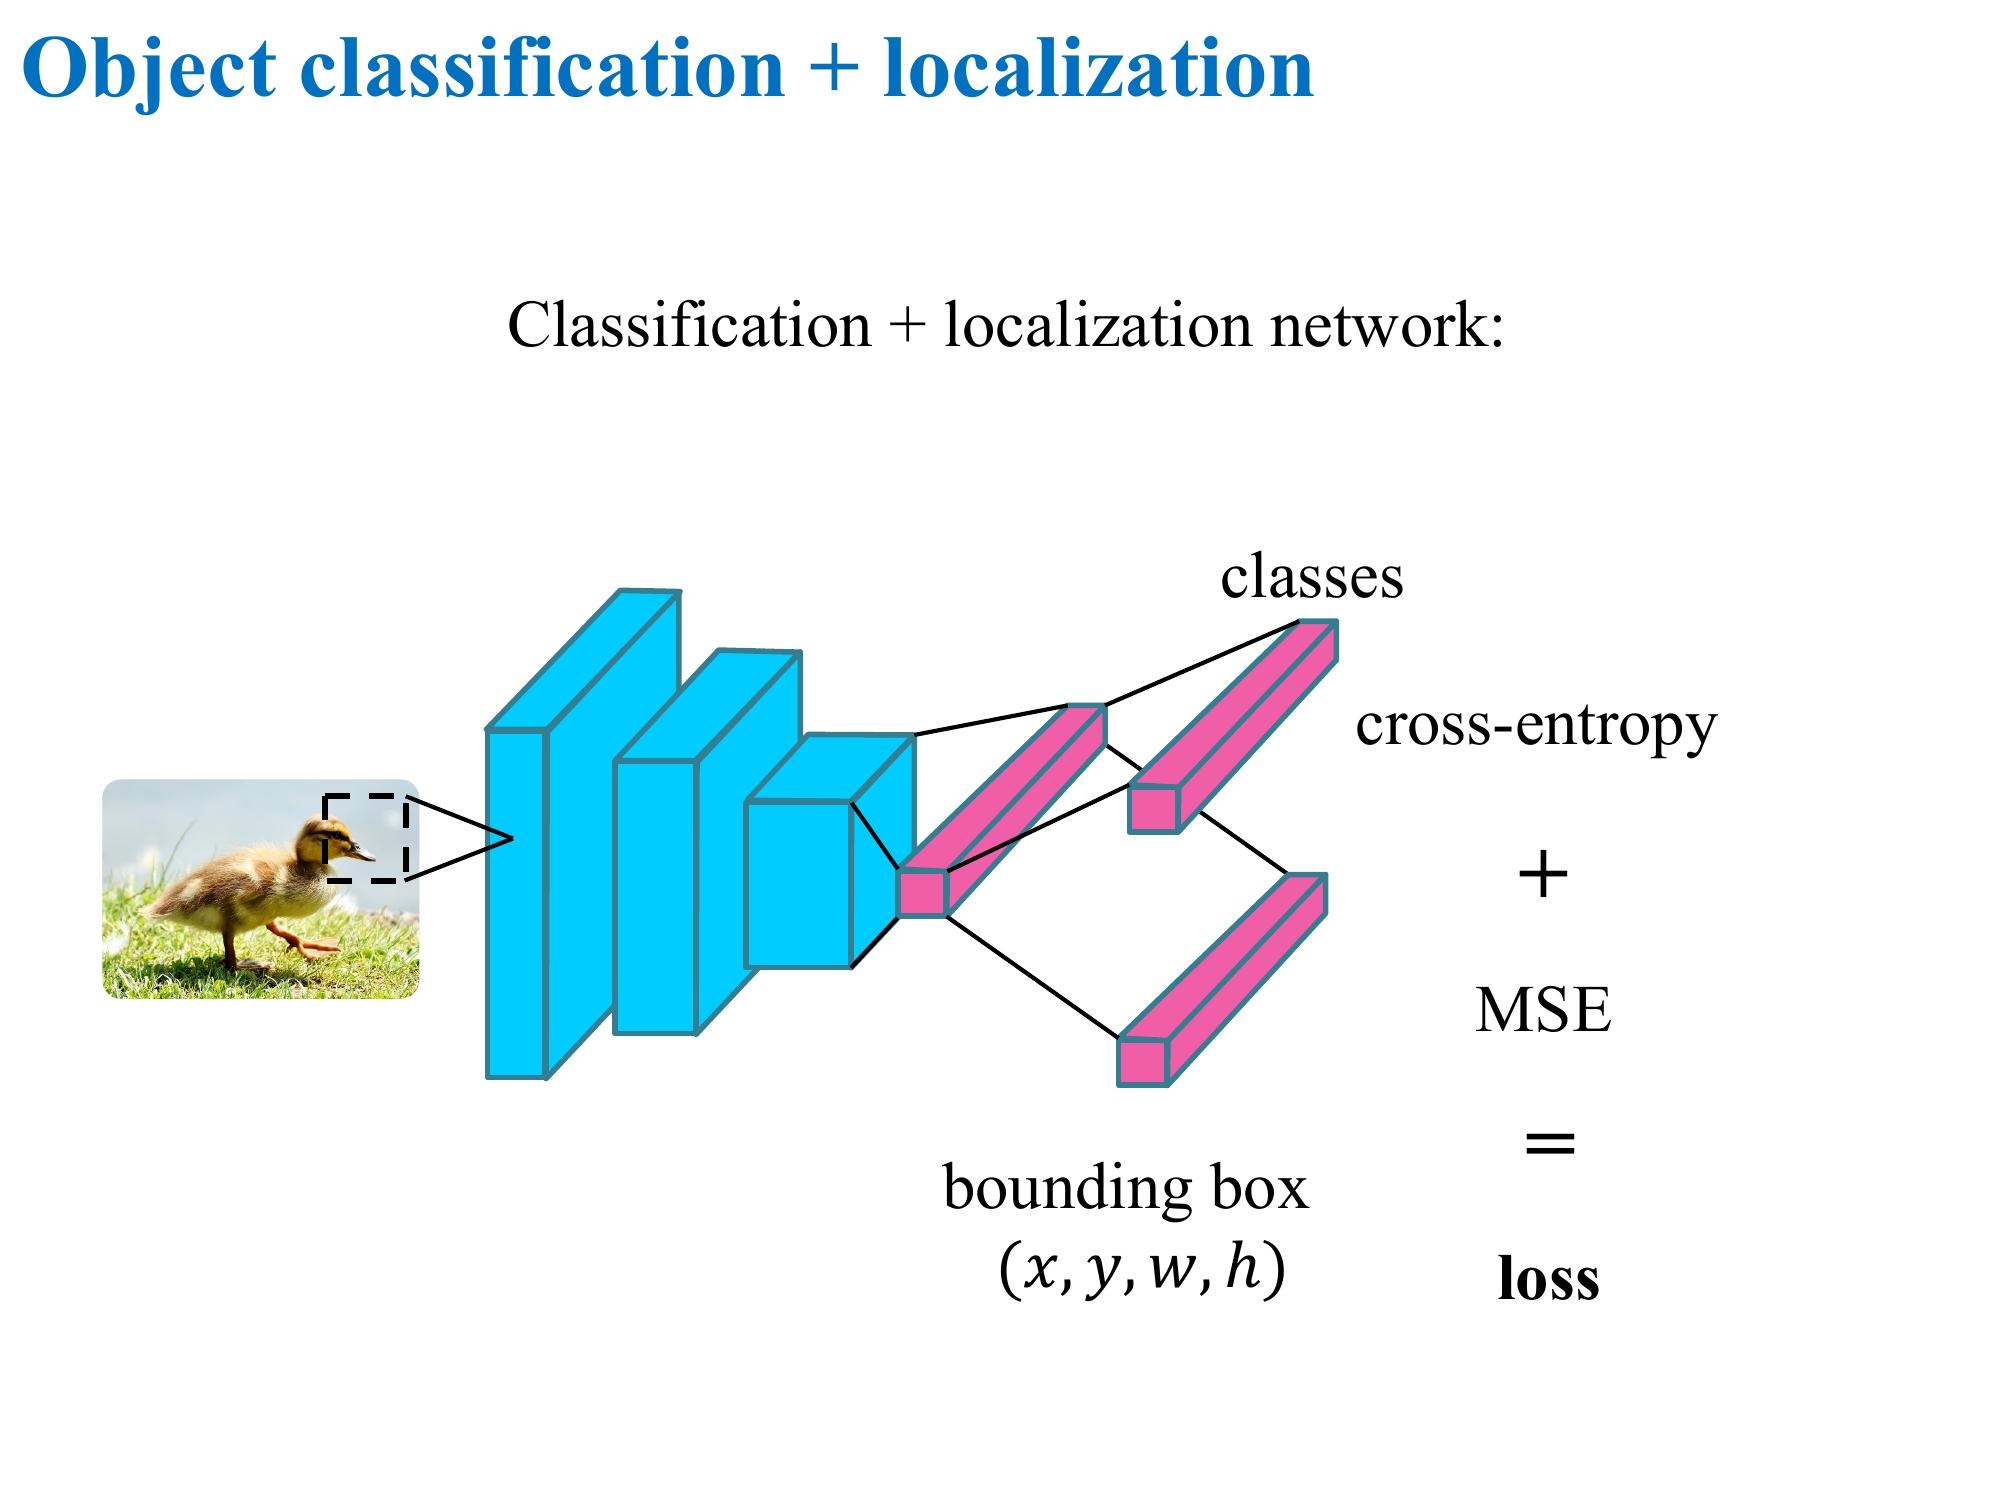 Object classification + localization
Classification + localization network:
classes
cross-entropy
+
MSE
=
bounding box
(x, y, w, h)
loss